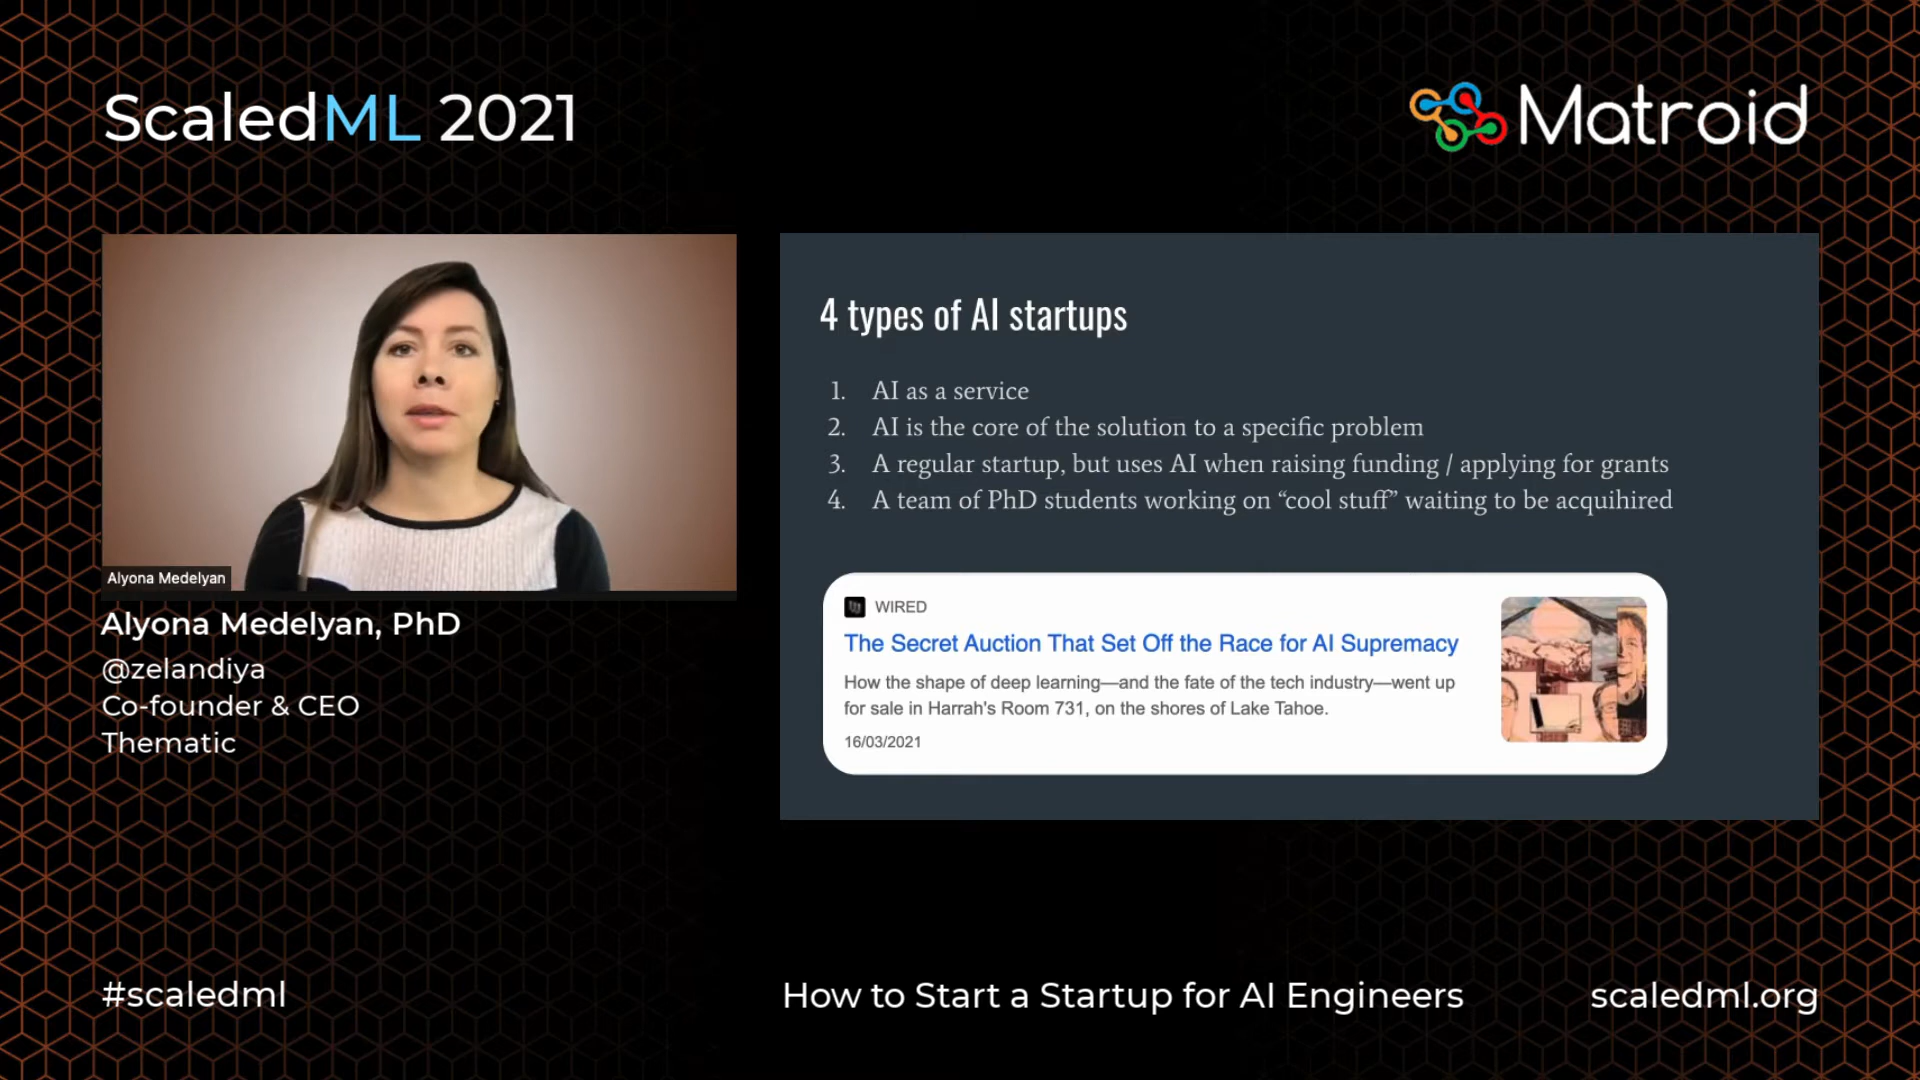 ScaledML 2021
Matroid
Alyona Medelyan
Alyona Medelyan, PhD
@zelandiya
Co-founder & CEO
Thematic
4 types of AI startups
1. AI as a service
2. AI is the core of the solution to a specific problem
3. A regular startup, but uses AI when raising funding / applying for grants
4. A team of PhD students working on “cool stuff” waiting to be acquihired
WIRED
The Secret Auction That Set Off the Race for AI Supremacy
How the shape of deep learning—and the fate of the tech industry—went up
for sale in Harrah's Room 731, on the shores of Lake Tahoe.
16/03/2021
#scaledml
How to Start a Startup for AI Engineers
scaledml.org